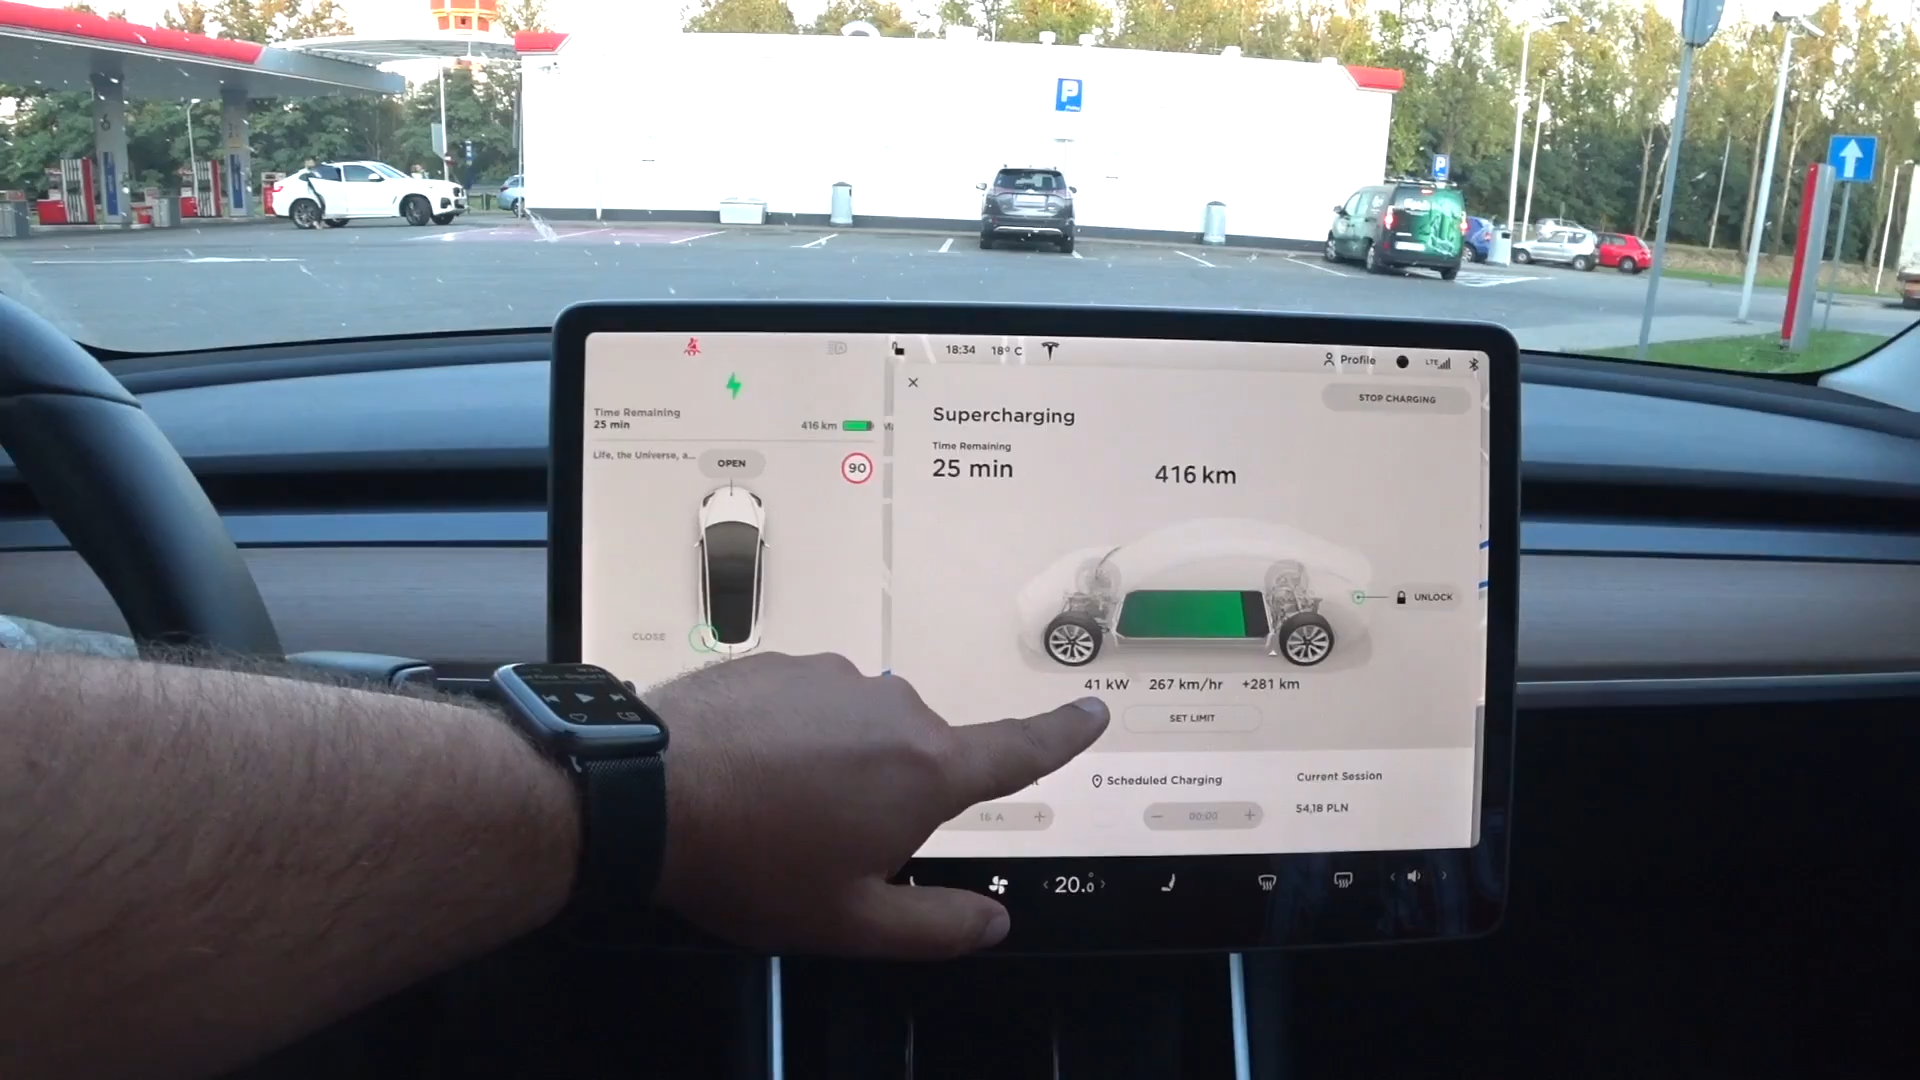 P
P
18:34
18° C
Profile
LTE
Time Remaining
25 min
416 km
Life, the Universe, a...
OPEN
90
CLOSE
STOP CHARGING
Supercharging
Time Remaining
25 min
416 km
UNLOCK
41 kW 267 km/hr +281 km
SET LIMIT
Scheduled Charging
Current Session
16 A +
− 00:00 +
54,18 PLN
20.0